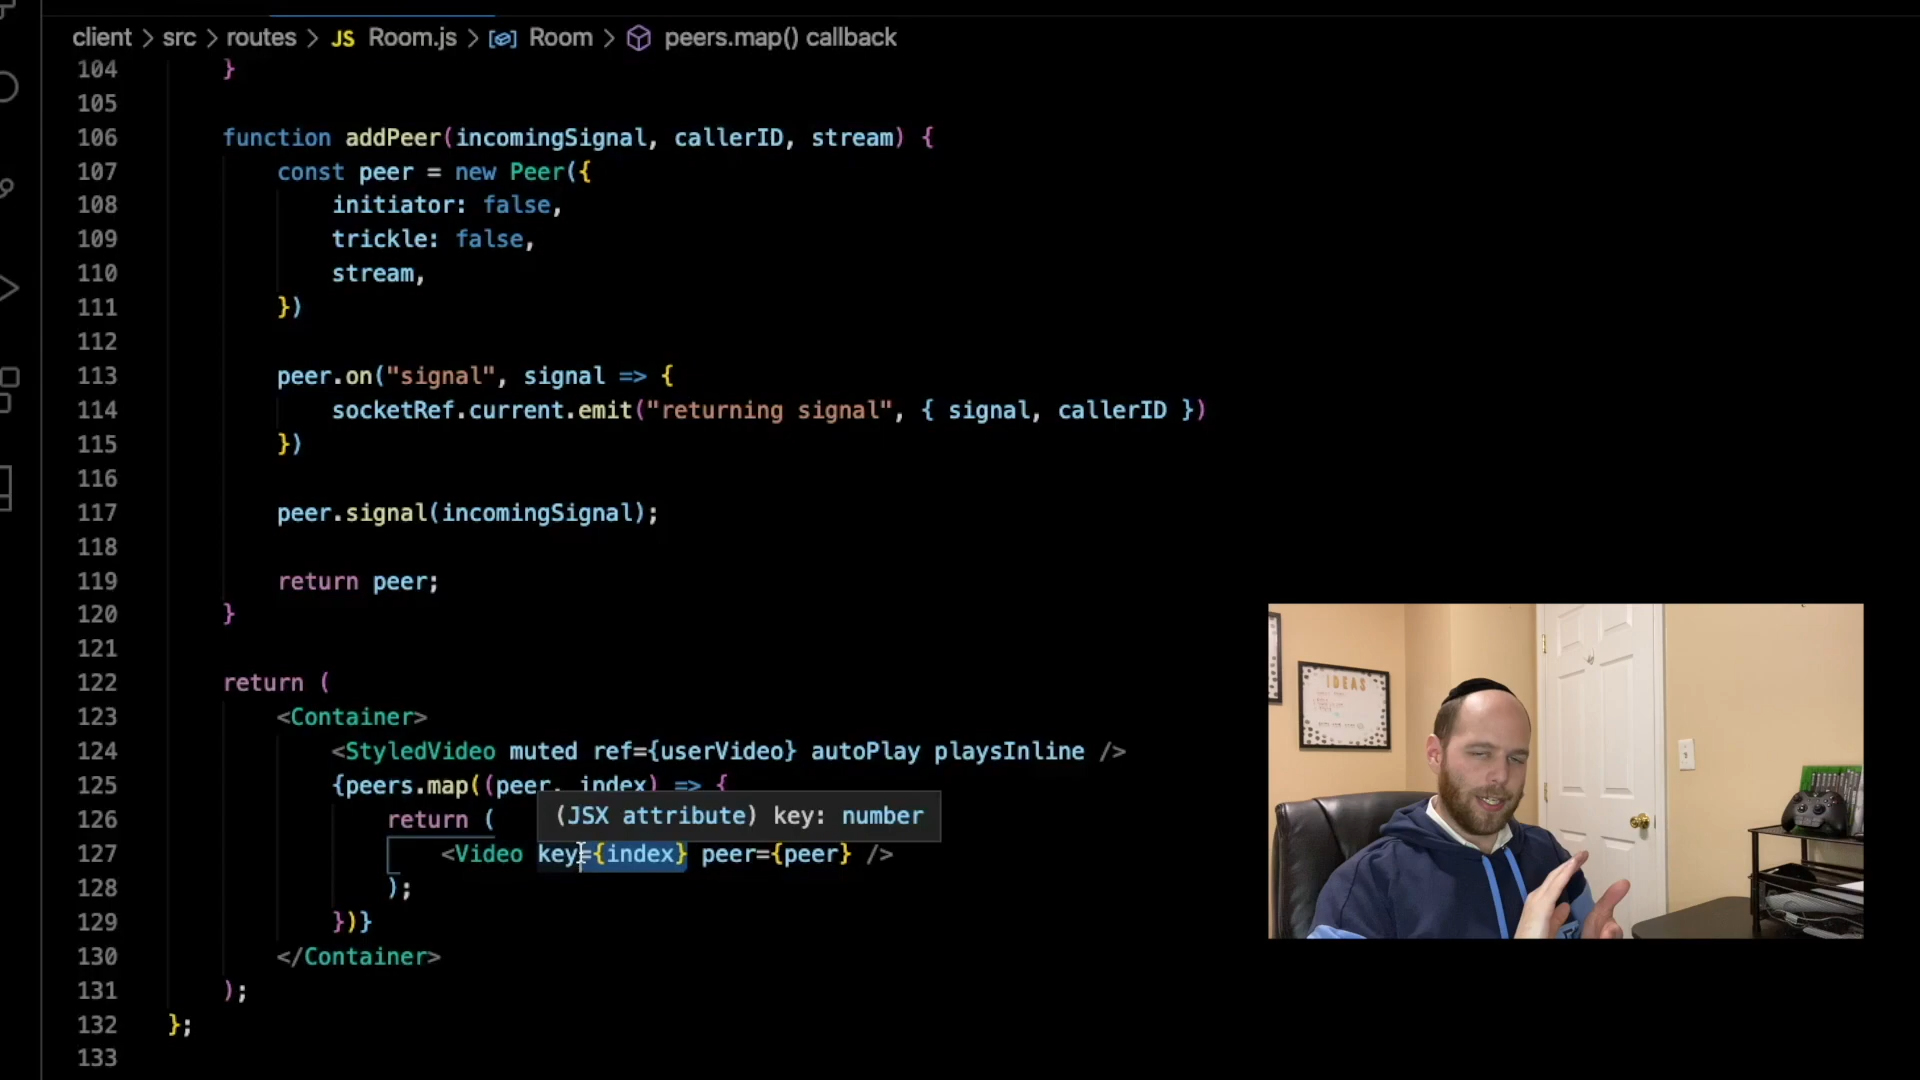 client > src > routes > JS Room.js > Room > peers.map() callback
104 }
105
106 function addPeer(incomingSignal, callerID, stream) {
107 const peer = new Peer({
108 initiator: false,
109 trickle: false,
110 stream,
111 })
112
113 peer.on("signal", signal => {
114 socketRef.current.emit("returning signal", { signal, callerID })
115 })
116
117 peer.signal(incomingSignal);
118
119 return peer;
120 }
121
122 return (
123 <Container>
124 <StyledVideo muted ref={userVideo} autoPlay playsInline />
125 {peers.map((peer, index) => {
(JSX attribute) key: number
126 return (
127 <Video key={index} peer={peer} />
128 );
129 })}
130 </Container>
131 );
132 };
133
IDEAS